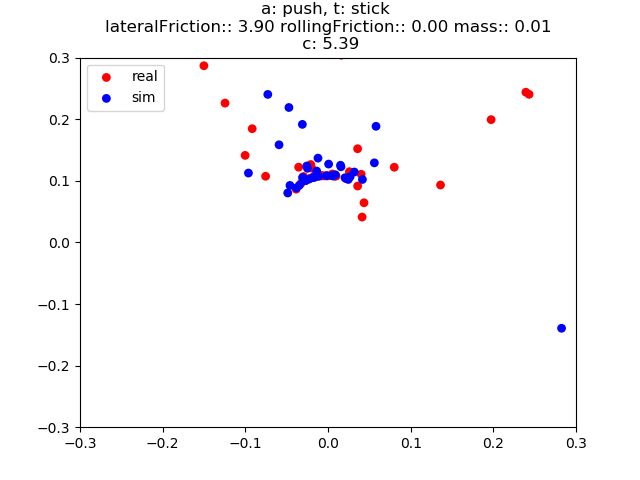 a: push, t: stick
lateralFriction:: 3.90 rollingFriction:: 0.00 mass:: 0.01
c: 5.39
real
sim
0.3
0.2
0.1
0.0
−0.1
−0.2
−0.3
−0.3 −0.2 −0.1 0.0 0.1 0.2 0.3